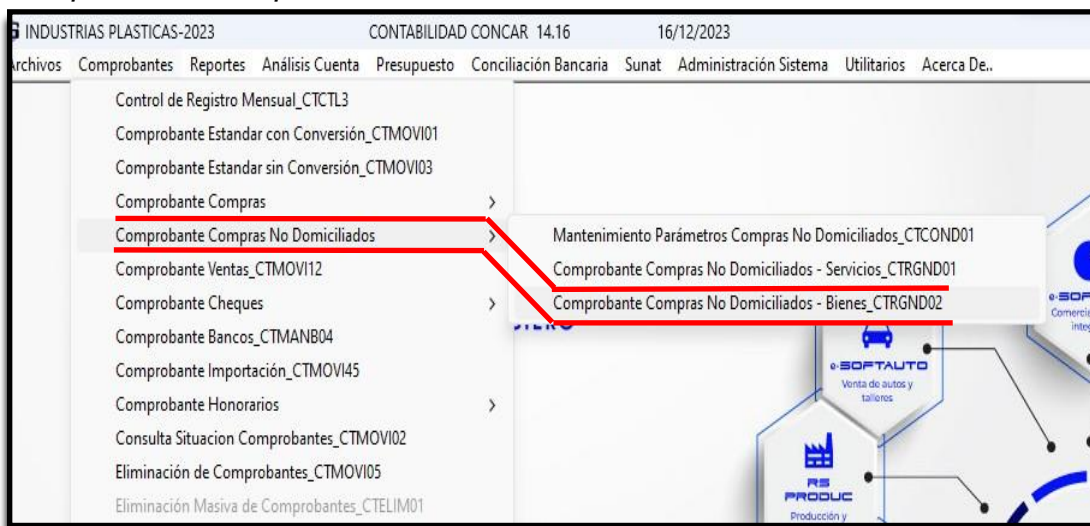 INDUSTRIAS PLASTICAS-2023 CONTABILIDAD CONCAR 14.16 16/12/2023
Archivos Comprobantes Reportes Análisis Cuenta Presupuesto Conciliación Bancaria Sunat Administración Sistema Utilitarios Acerca De..
Control de Registro Mensual_CTCTL3
Comprobante Estandar con Conversión_CTMOVI01
Comprobante Estandar sin Conversión_CTMOVI03
Comprobante Compras >
Comprobante Compras No Domiciliados >
Comprobante Ventas_CTMOVI12
Comprobante Cheques >
Comprobante Bancos_CTMANB04
Comprobante Importación_CTMOVI45
Comprobante Honorarios >
Consulta Situacion Comprobantes_CTMOVI02
Eliminación de Comprobantes_CTMOVI05
Eliminación Masiva de Comprobantes_CTELIM01
Mantenimiento Parámetros Compras No Domiciliados_CTCOND01
Comprobante Compras No Domiciliados - Servicios_CTRGND01
Comprobante Compras No Domiciliados - Bienes_CTRGND02
e-SOFTAUTO
Venta de autos y
talleres
RS
PRODUC
Producción y